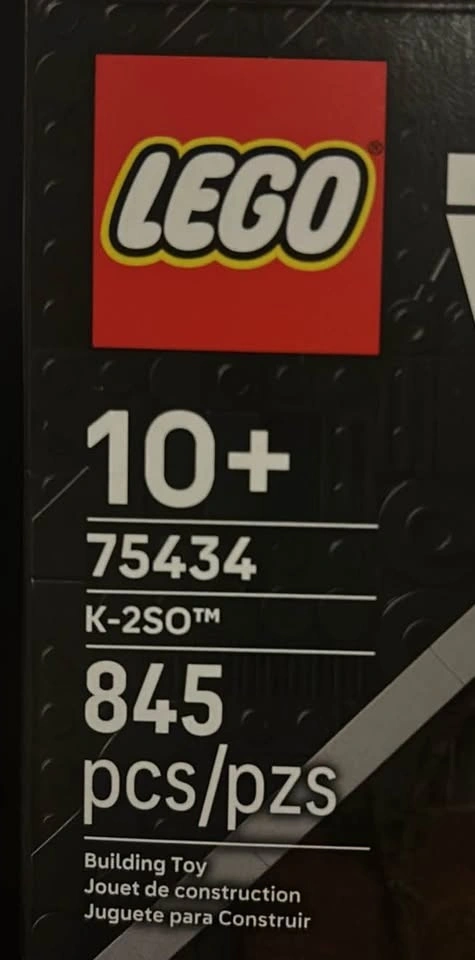 LEGO®
10+
75434
K-2SO™
845
pcs/pzs
Building Toy
Jouet de construction
Juguete para Construir